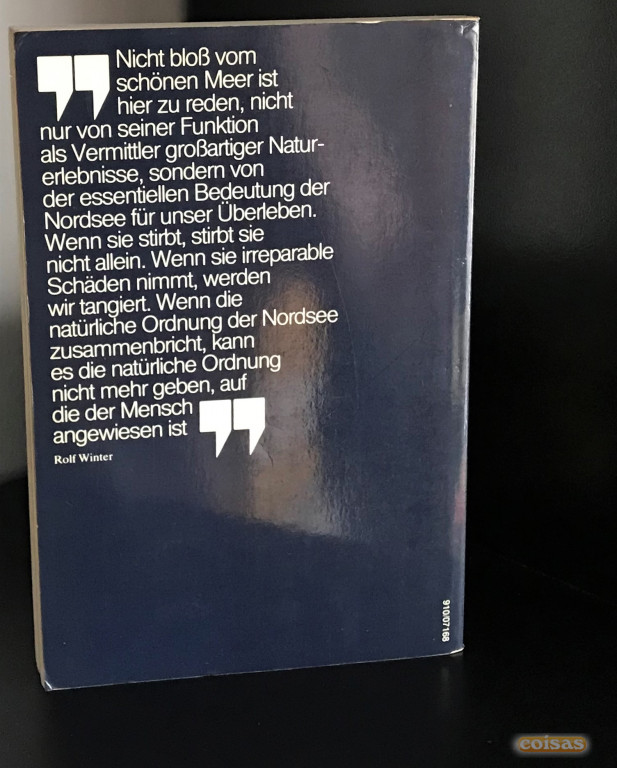 Nicht bloß vom
schönen Meer ist
hier zu reden, nicht
nur von seiner Funktion
als Vermittler großartiger Natur-
erlebnisse, sondern von
der essentiellen Bedeutung der
Nordsee für unser Überleben.
Wenn sie stirbt, stirbt sie
nicht allein. Wenn sie irreparable
Schäden nimmt, werden
wir tangiert. Wenn die
natürliche Ordnung der Nordsee
zusammenbricht, kann
es die natürliche Ordnung
nicht mehr geben, auf
die der Mensch
angewiesen ist
Rolf Winter
910/07168
coisas